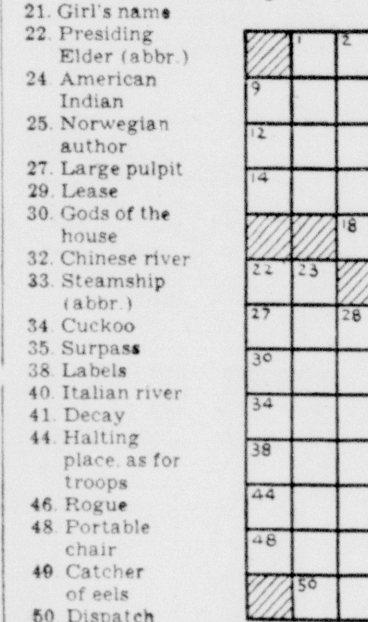 21. Girl's name
22. Presiding
Elder (abbr.)
24. American
Indian
25. Norwegian
author
27. Large pulpit
29. Lease
30. Gods of the
house
32. Chinese river
33. Steamship
(abbr.)
34. Cuckoo
35. Surpass
38. Labels
40. Italian river
41. Decay
44. Halting
place, as for
troops
46. Rogue
48. Portable
chair
49. Catcher
of eels
50. Dispatch
1 2
9
12
14
18
22 23
27 28
30
34
38
44
48
50